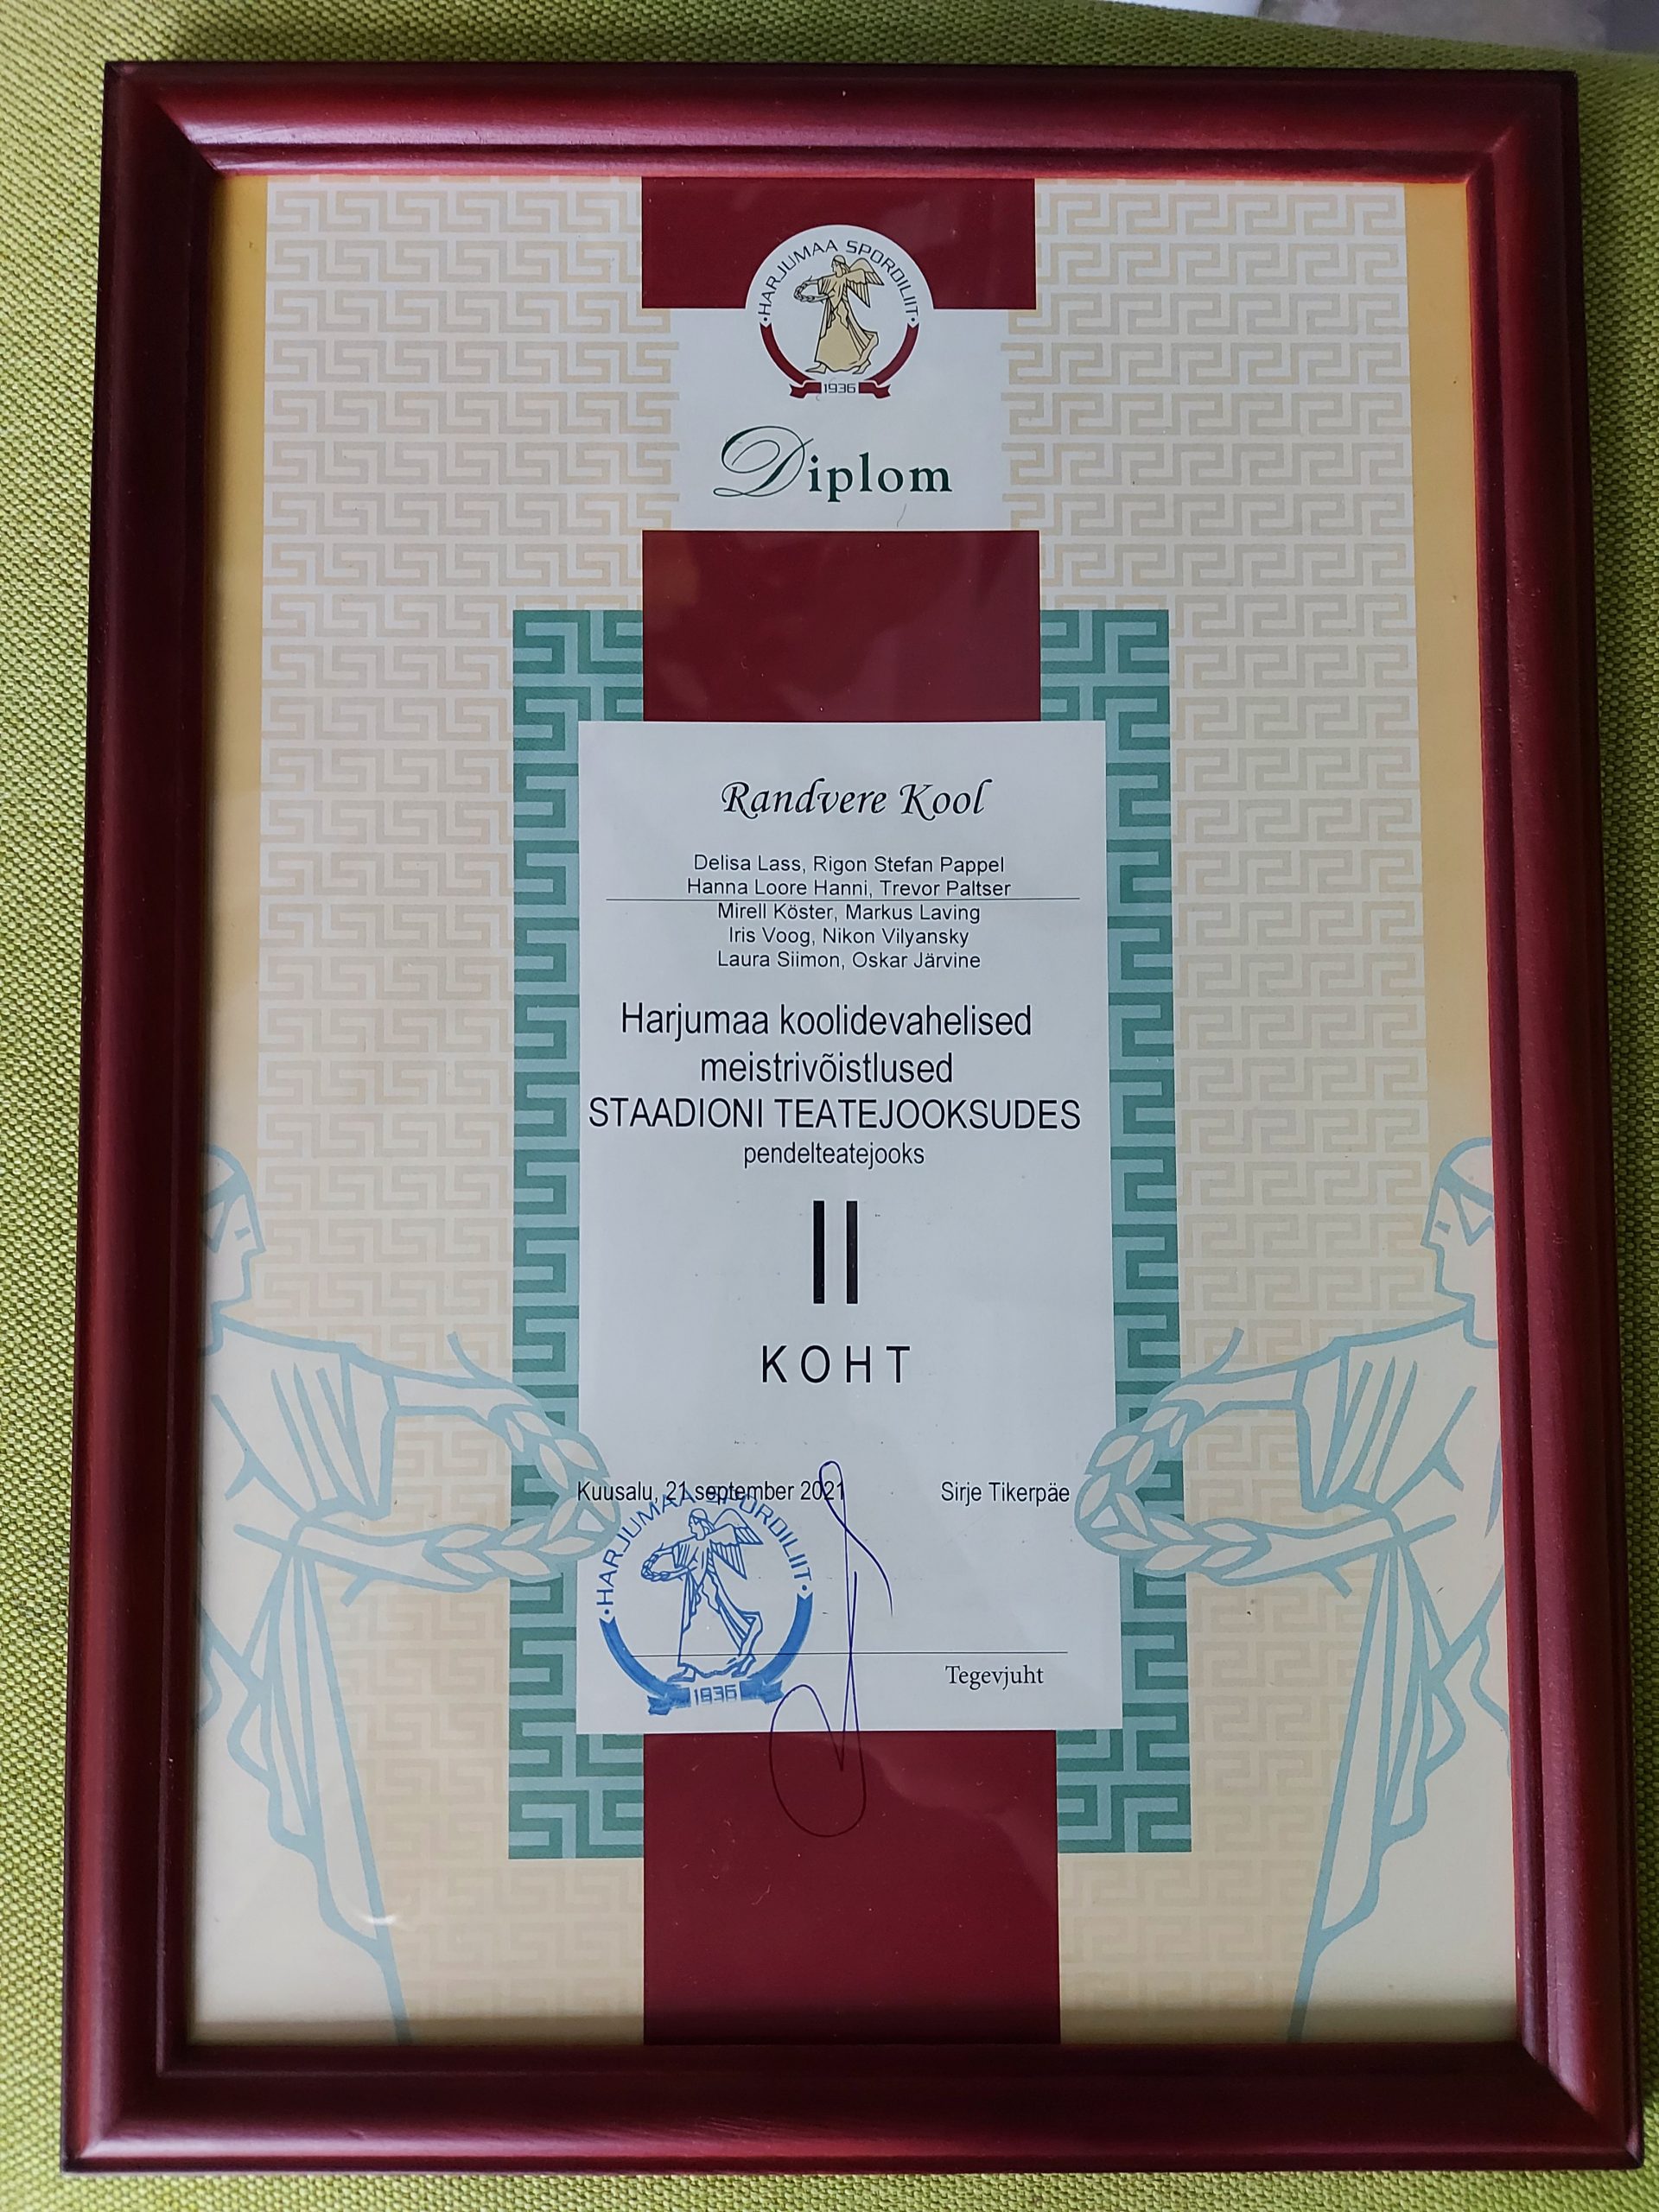 HARJUMAA SPORDILIIT
1936
Diplom
Randvere Kool
Delisa Lass, Rigon Stefan Pappel
Hanna Loore Hanni, Trevor Paltser
Mirell Köster, Markus Laving
Iris Voog, Nikon Vilyansky
Laura Siimon, Oskar Järvine
Harjumaa koolidevahelised
meistrivõistlused
STAADIONI TEATEJOOKSUDES
pendelteatejooks
II
KOHT
Kuusalu, 21 september 2021 Sirje Tikerpäe
HARJUMAA SPORDILIIT
1936
Tegevjuht